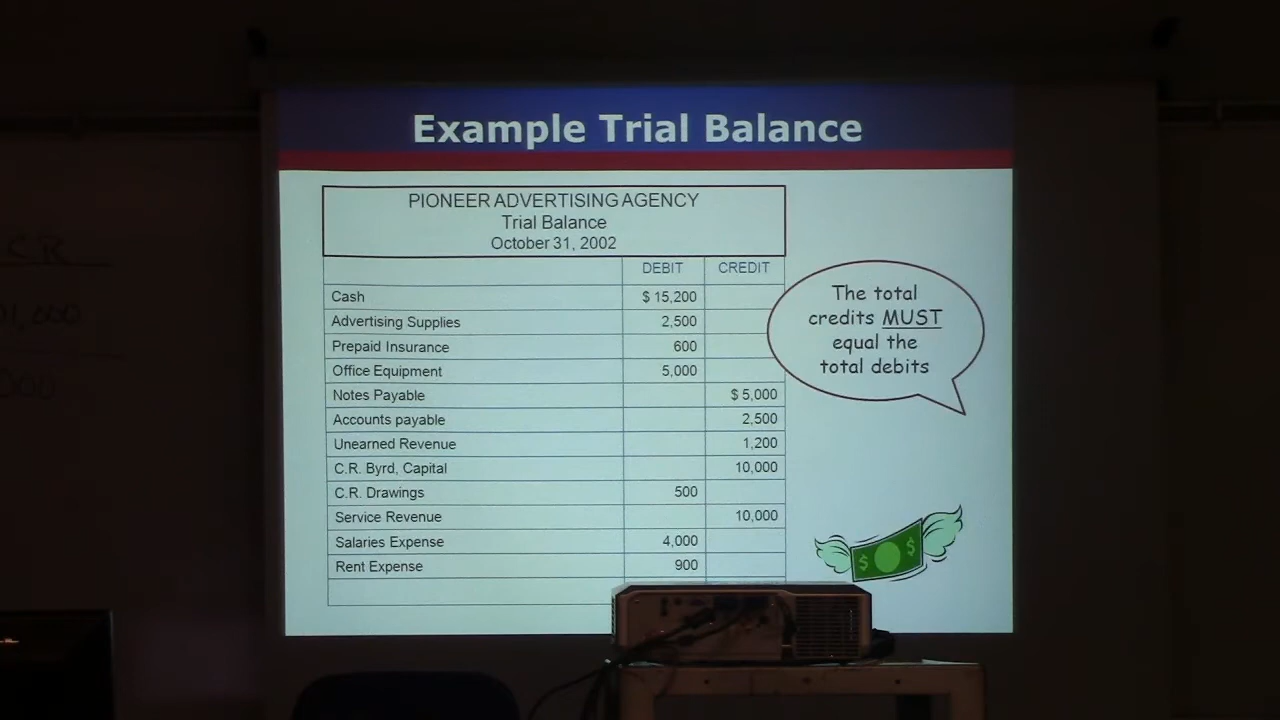 Example Trial Balance
PIONEER ADVERTISING AGENCY
Trial Balance
October 31, 2002
DEBIT CREDIT
Cash $ 15,200
Advertising Supplies 2,500
Prepaid Insurance 600
Office Equipment 5,000
Notes Payable $ 5,000
Accounts payable 2,500
Unearned Revenue 1,200
C.R. Byrd, Capital 10,000
C.R. Drawings 500
Service Revenue 10,000
Salaries Expense 4,000
Rent Expense 900
The total
credits MUST
equal the
total debits
$ $
CR